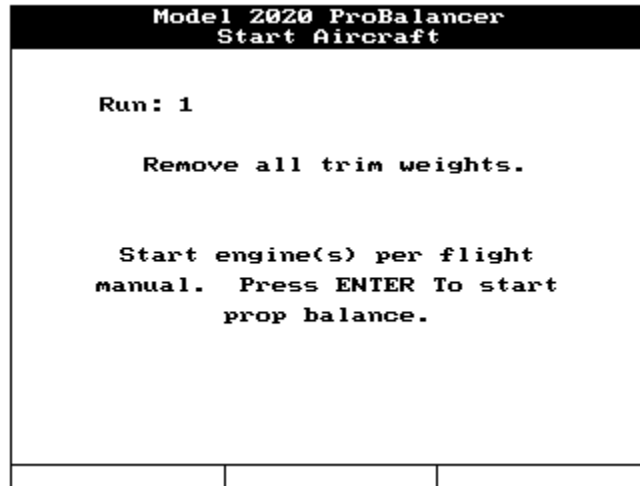 Model 2020 ProBalancer
Start Aircraft
Run: 1
Remove all trim weights.
Start engine(s) per flight
manual.  Press ENTER To start
prop balance.